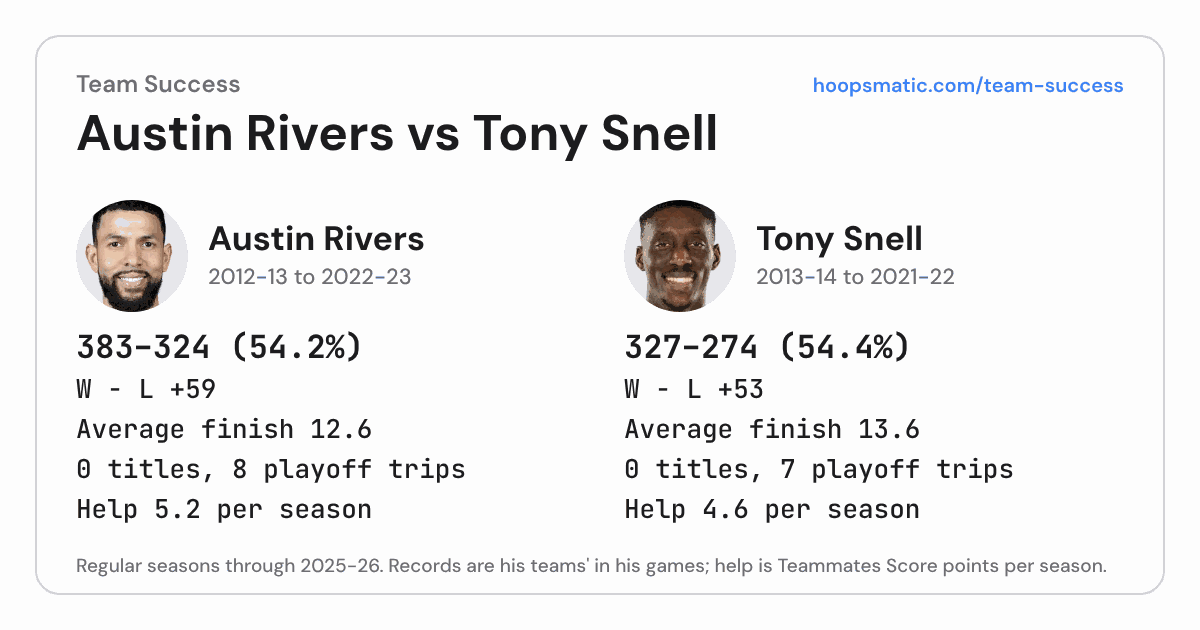 Team Success
hoopsmatic.com/team-success
Austin Rivers vs Tony Snell
Austin Rivers
2012-13 to 2022-23
383-324 (54.2%)
W - L +59
Average finish 12.6
0 titles, 8 playoff trips
Help 5.2 per season
Tony Snell
2013-14 to 2021-22
327-274 (54.4%)
W - L +53
Average finish 13.6
0 titles, 7 playoff trips
Help 4.6 per season
Regular seasons through 2025-26. Records are his teams' in his games; help is Teammates Score points per season.